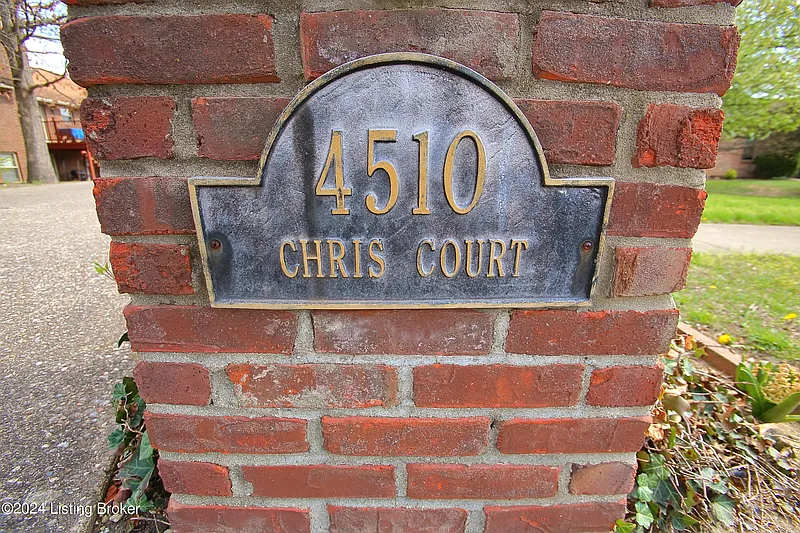 4510
CHRIS COURT
©2024 Listing Broker